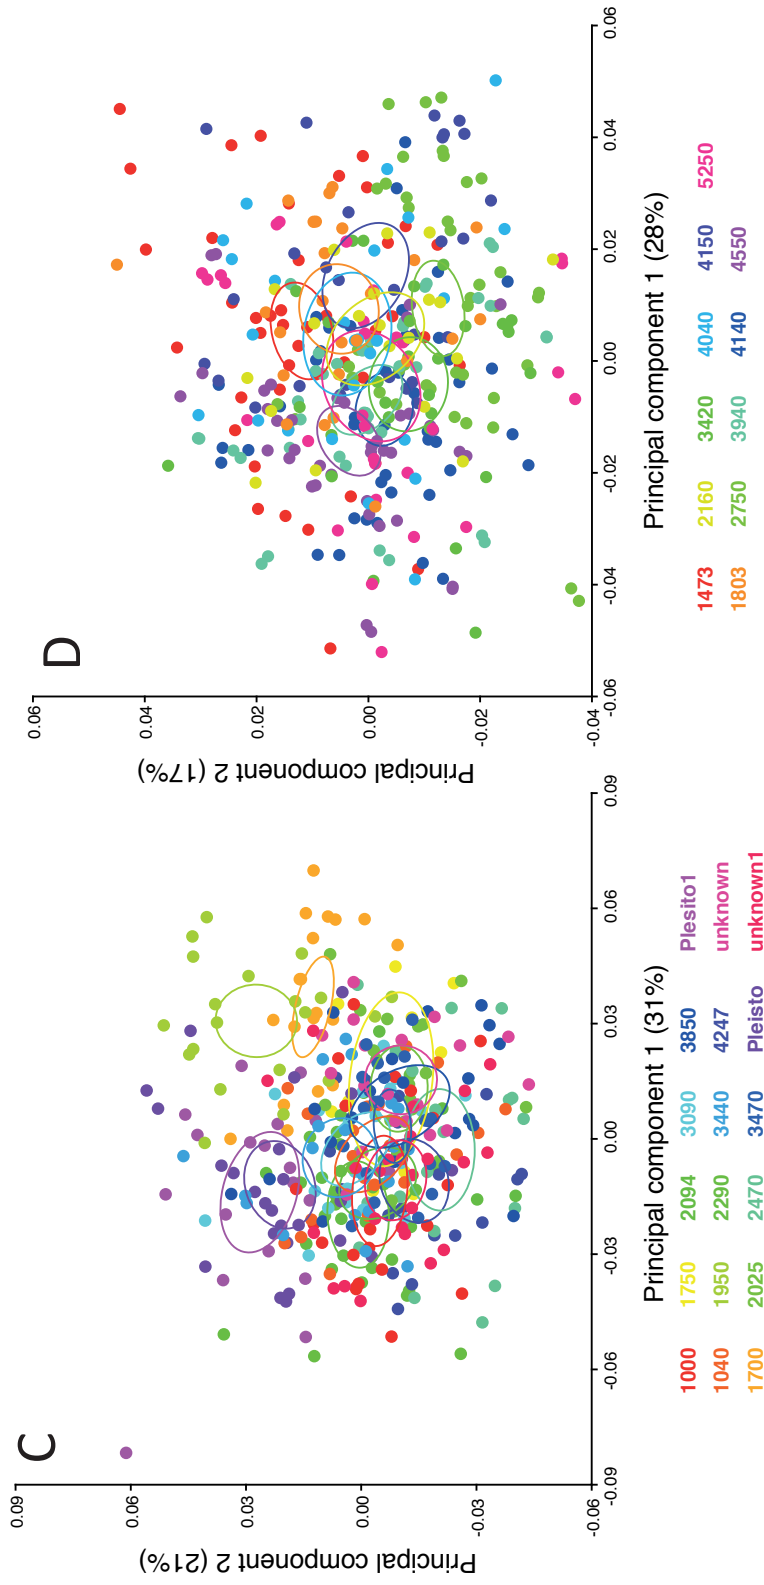 C
Principal component 2 (21%)
0.09
0.06
0.03
0.00
-0.03
-0.06
-0.09
-0.06
-0.03
0.00
0.03
0.06
0.09
Principal component 1 (31%)
1000 1750 2094 3090 3850 Plesito1
1040 1950 2290 3440 4247 unknown
1700 2025 2470 3470 Pleisto unknown1
D
Principal component 2 (17%)
0.06
0.04
0.02
0.00
-0.02
-0.04
-0.06
-0.04
-0.02
0.00
0.02
0.04
0.06
Principal component 1 (28%)
1473 2160 3420 4040 4150 5250
1803 2750 3940 4140 4550